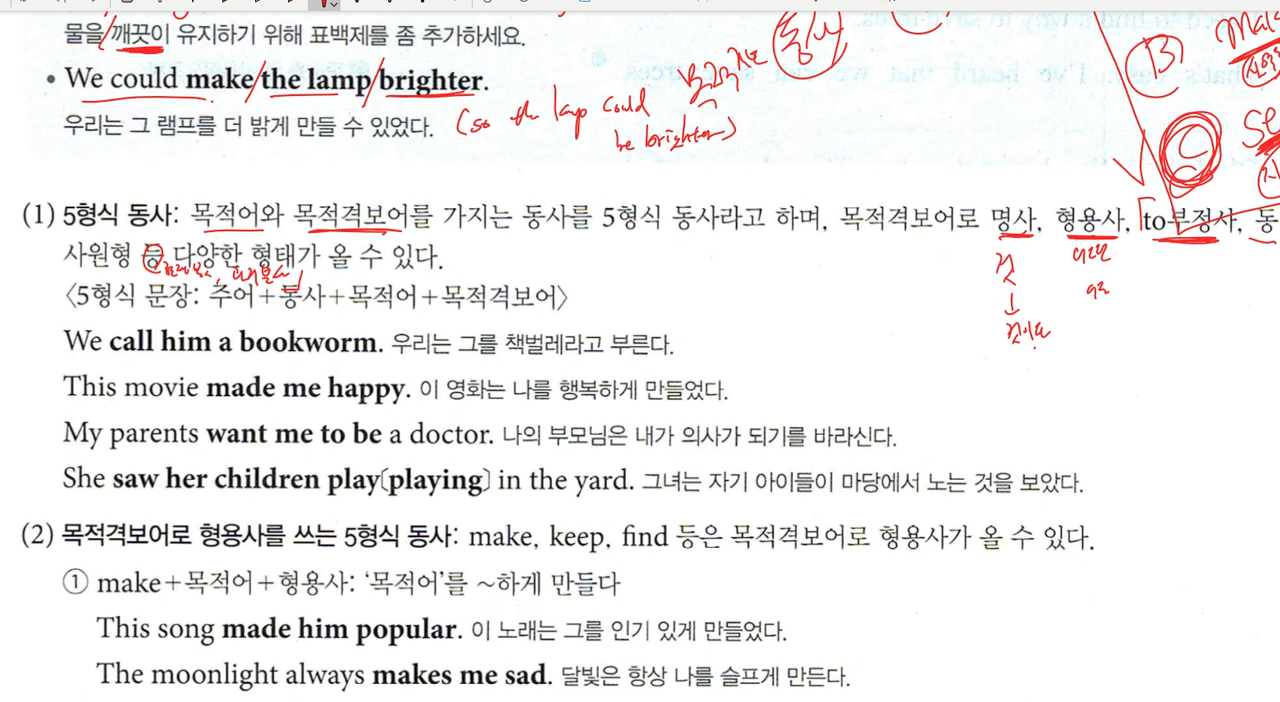 물을 깨끗이 유지하기 위해 표백제를 좀 추가하세요.
• We could make the lamp brighter.
우리는 그 램프를 더 밝게 만들 수 있었다. (so the lamp could
be brighter)
(1) 5형식 동사: 목적어와 목적격보어를 가지는 동사를 5형식 동사라고 하며, 목적격보어로 명사, 형용사, to부정사, 동
사원형 등 다양한 형태가 올 수 있다.
〈5형식 문장: 주어+동사+목적어+목적격보어〉
We call him a bookworm. 우리는 그를 책벌레라고 부른다.
This movie made me happy. 이 영화는 나를 행복하게 만들었다.
My parents want me to be a doctor. 나의 부모님은 내가 의사가 되기를 바라신다.
She saw her children play[playing] in the yard. 그녀는 자기 아이들이 마당에서 노는 것을 보았다.
(2) 목적격보어로 형용사를 쓰는 5형식 동사: make, keep, find 등은 목적격보어로 형용사가 올 수 있다.
① make+목적어+형용사: ‘목적어’를 ~하게 만들다
This song made him popular. 이 노래는 그를 인기 있게 만들었다.
The moonlight always makes me sad. 달빛은 항상 나를 슬프게 만든다.